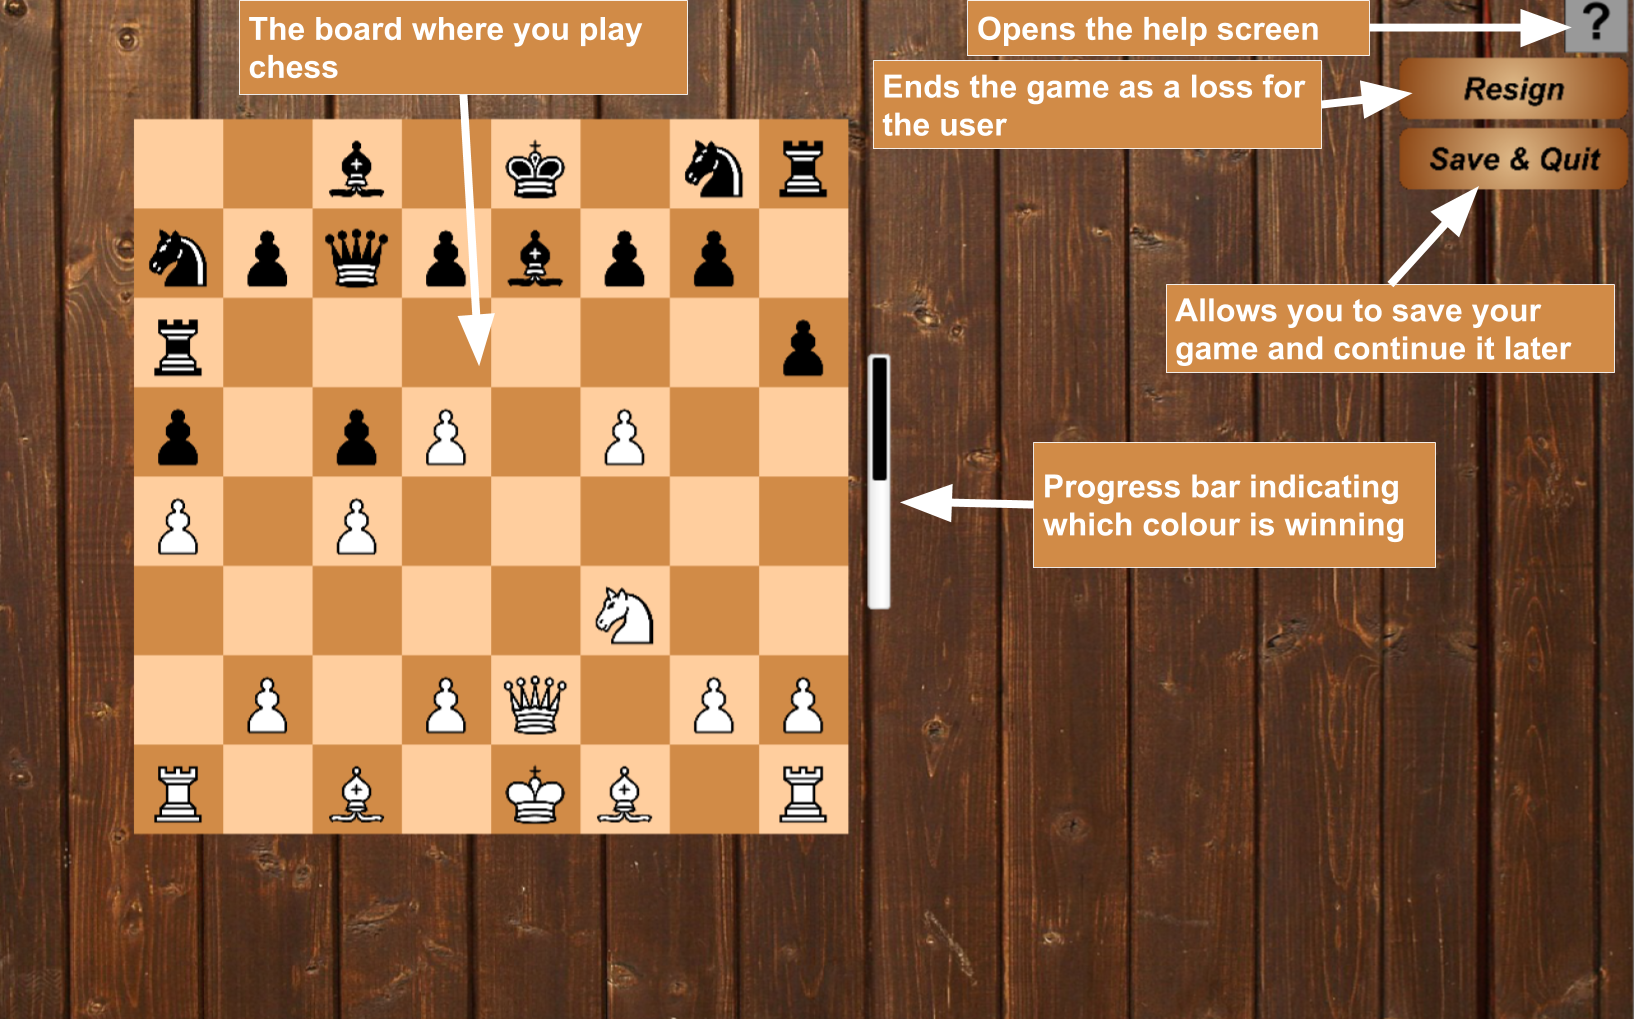 The board where you play
chess
Opens the help screen
?
Ends the game as a loss for
the user
Resign
Save & Quit
Allows you to save your
game and continue it later
Progress bar indicating
which colour is winning